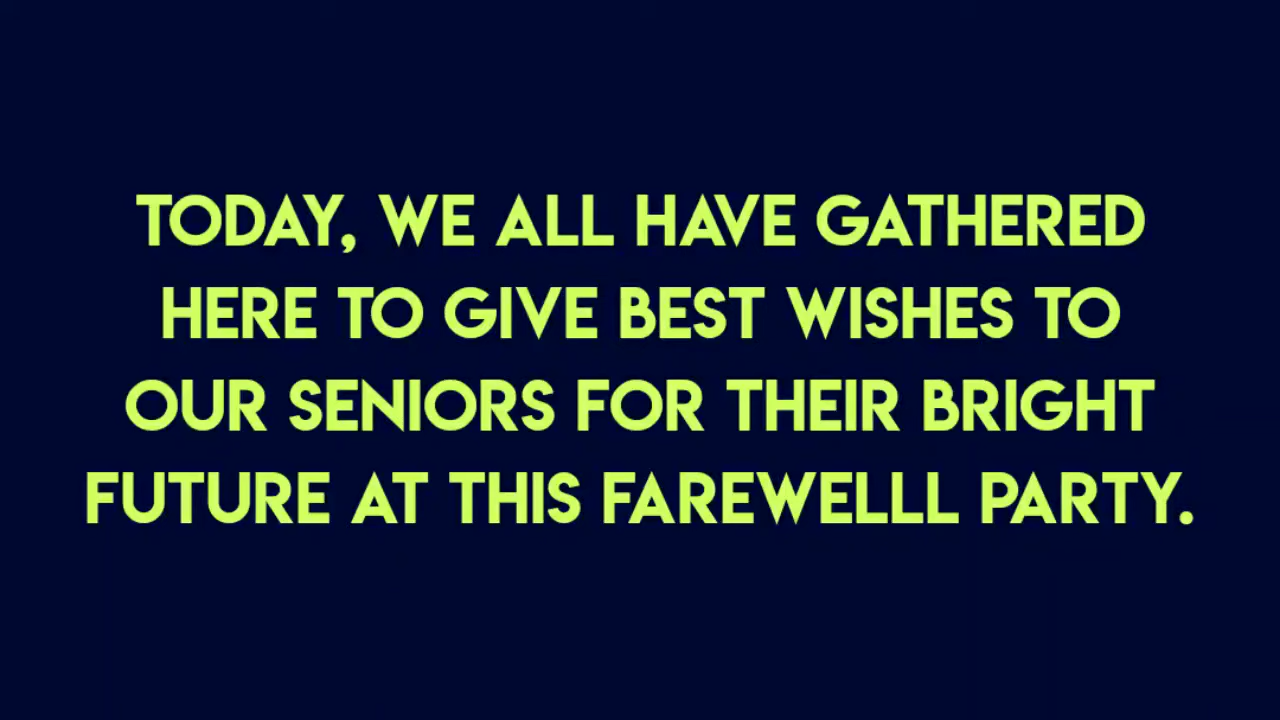 TODAY, WE ALL HAVE GATHERED
HERE TO GIVE BEST WISHES TO
OUR SENIORS FOR THEIR BRIGHT
FUTURE AT THIS FAREWELLL PARTY.